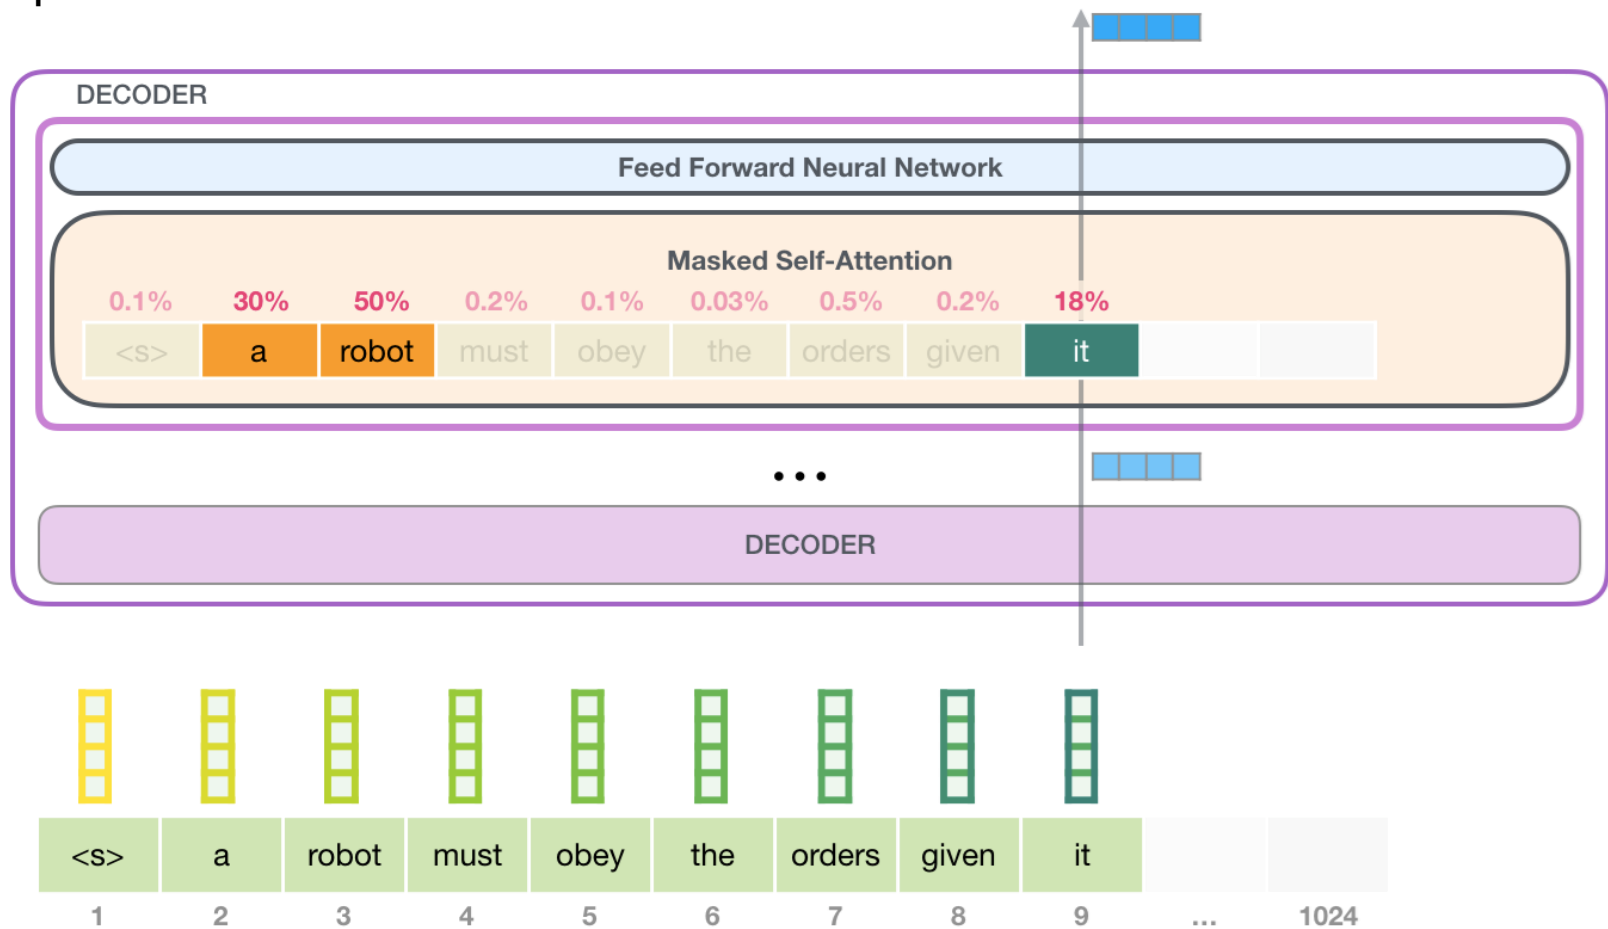 DECODER
Feed Forward Neural Network
Masked Self-Attention
0.1% 30% 50% 0.2% 0.1% 0.03% 0.5% 0.2% 18%
<s> a robot must obey the orders given it
...
DECODER
<s> a robot must obey the orders given it
1 2 3 4 5 6 7 8 9 ... 1024